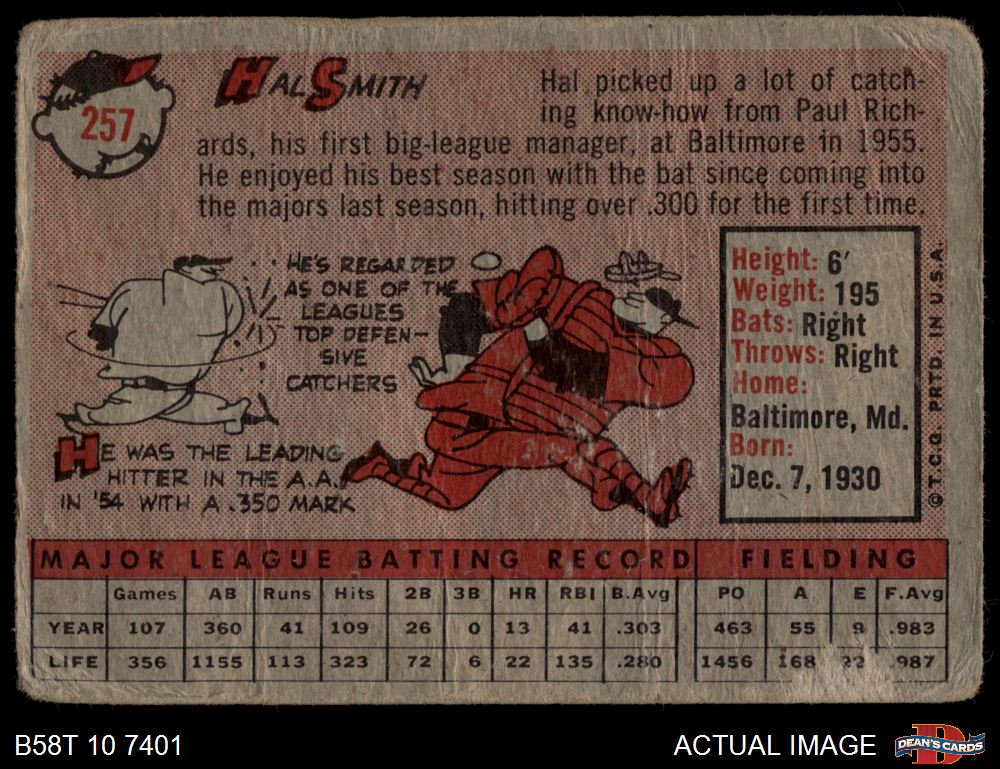 257
HAL SMITH
Hal picked up a lot of catch-
ing know-how from Paul Rich-
ards, his first big-league manager, at Baltimore in 1955.
He enjoyed his best season with the bat since coming into
the majors last season, hitting over .300 for the first time.
HE'S REGARDED
AS ONE OF THE
LEAGUES
TOP DEFEN-
SIVE
CATCHERS
HE WAS THE LEADING
HITTER IN THE A.A.
IN '54 WITH A .350 MARK
Height: 6'
Weight: 195
Bats: Right
Throws: Right
Home:
Baltimore, Md.
Born:
Dec. 7, 1930
©T.C.G. PRTD. IN U.S.A.
MAJOR LEAGUE BATTING RECORD FIELDING
Games AB Runs Hits 2B 3B HR RBI B.Avg PO A E F.Avg
YEAR 107 360 41 109 26 0 13 41 .303 463 55 9 .983
LIFE 356 1155 113 323 72 6 22 135 .280 1456 168 22 .987
B58T 10 7401
ACTUAL IMAGE
D
DEAN'S CARDS